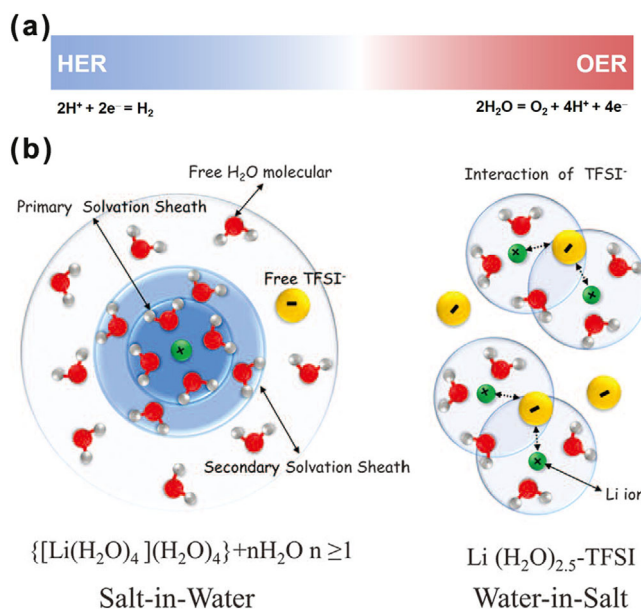 (a)
HER OER
2H⁺ + 2e⁻ = H₂ 2H₂O = O₂ + 4H⁺ + 4e⁻
(b)
Free H₂O molecular
Primary Solvation Sheath
Free TFSI⁻
Secondary Solvation Sheath
{[Li(H₂O)₄](H₂O)₄}+nH₂O n ≥1
Salt-in-Water
Interaction of TFSI⁻
Li ion
Li (H₂O)₂.₅-TFSI
Water-in-Salt